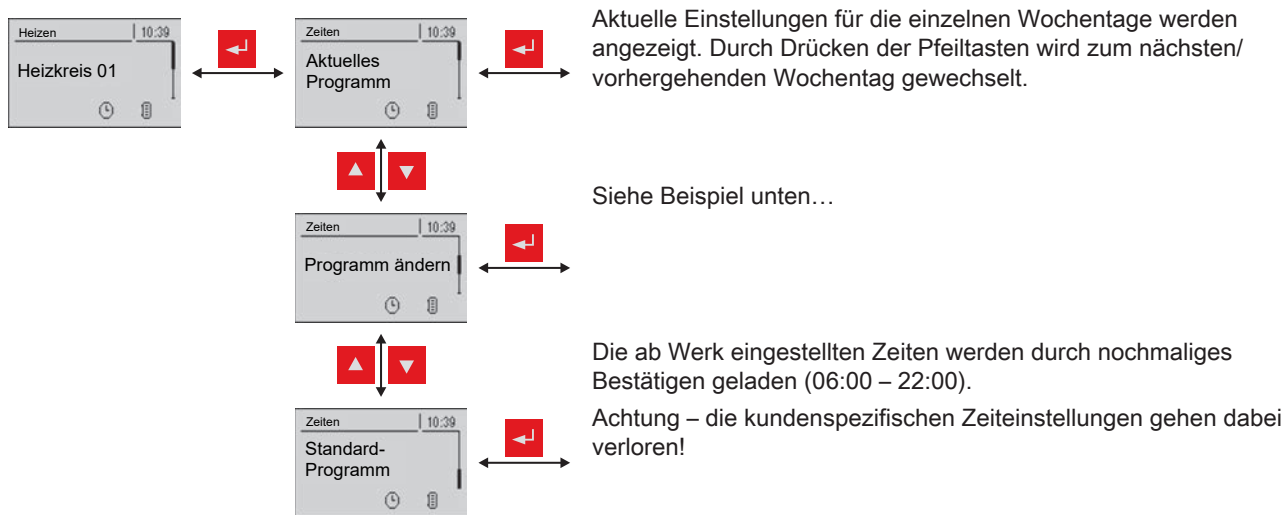 Heizen 10:39
Heizkreis 01
Zeiten 10:39
Aktuelles
Programm
Aktuelle Einstellungen für die einzelnen Wochentage werden
angezeigt. Durch Drücken der Pfeiltasten wird zum nächsten/
vorhergehenden Wochentag gewechselt.
Zeiten 10:39
Programm ändern
Siehe Beispiel unten…
Zeiten 10:39
Standard-
Programm
Die ab Werk eingestellten Zeiten werden durch nochmaliges
Bestätigen geladen (06:00 – 22:00).
Achtung – die kundenspezifischen Zeiteinstellungen gehen dabei
verloren!